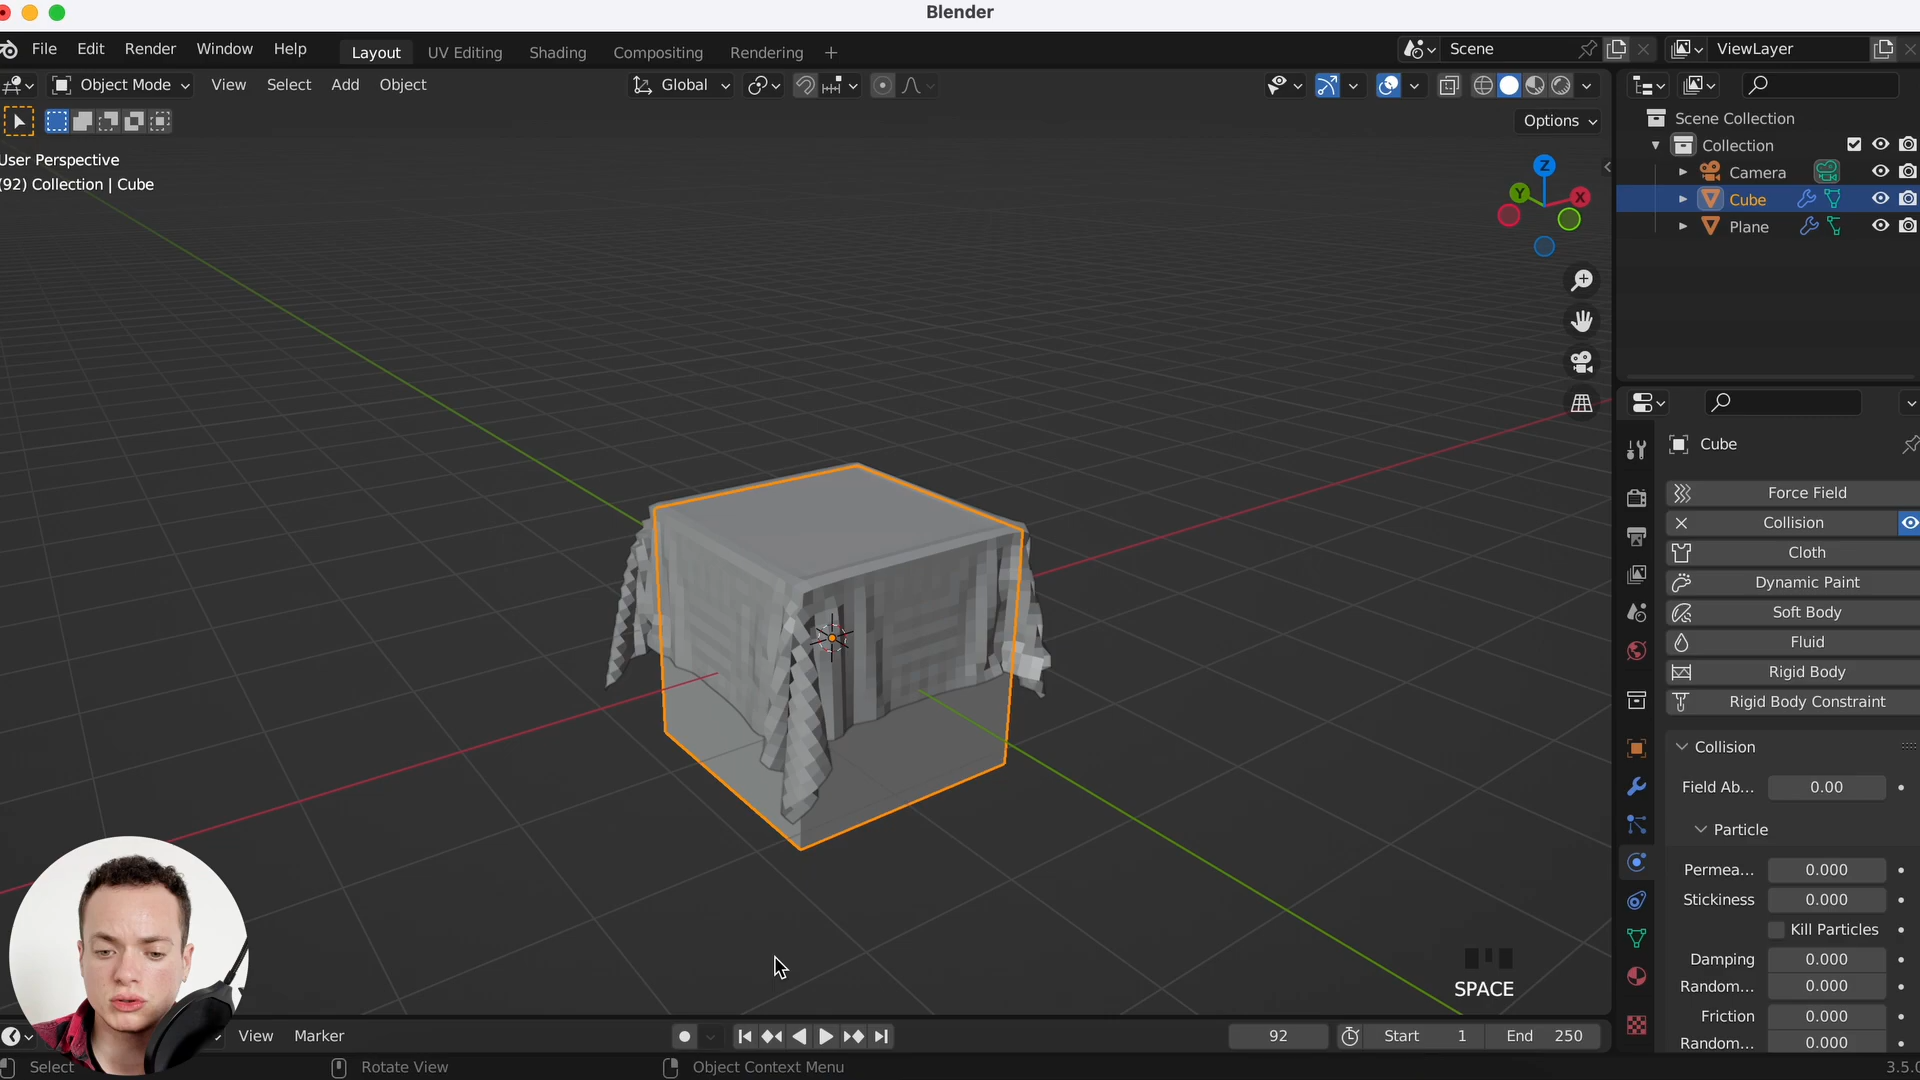 Blender
File Edit Render Window Help Layout UV Editing Shading Compositing Rendering + Scene ViewLayer
Object Mode View Select Add Object Global
Options
User Perspective
(92) Collection | Cube
Z
Y
X
Scene Collection
Collection
Camera
Cube
Plane
Cube
Force Field
Collision
Cloth
Dynamic Paint
Soft Body
Fluid
Rigid Body
Rigid Body Constraint
Collision
Field Ab... 0.00
Particle
Permea... 0.000
Stickiness 0.000
Kill Particles
Damping 0.000
Random... 0.000
Friction 0.000
Random... 0.000
SPACE
View Marker 92 Start 1 End 250
Select Rotate View Object Context Menu 3.5.0